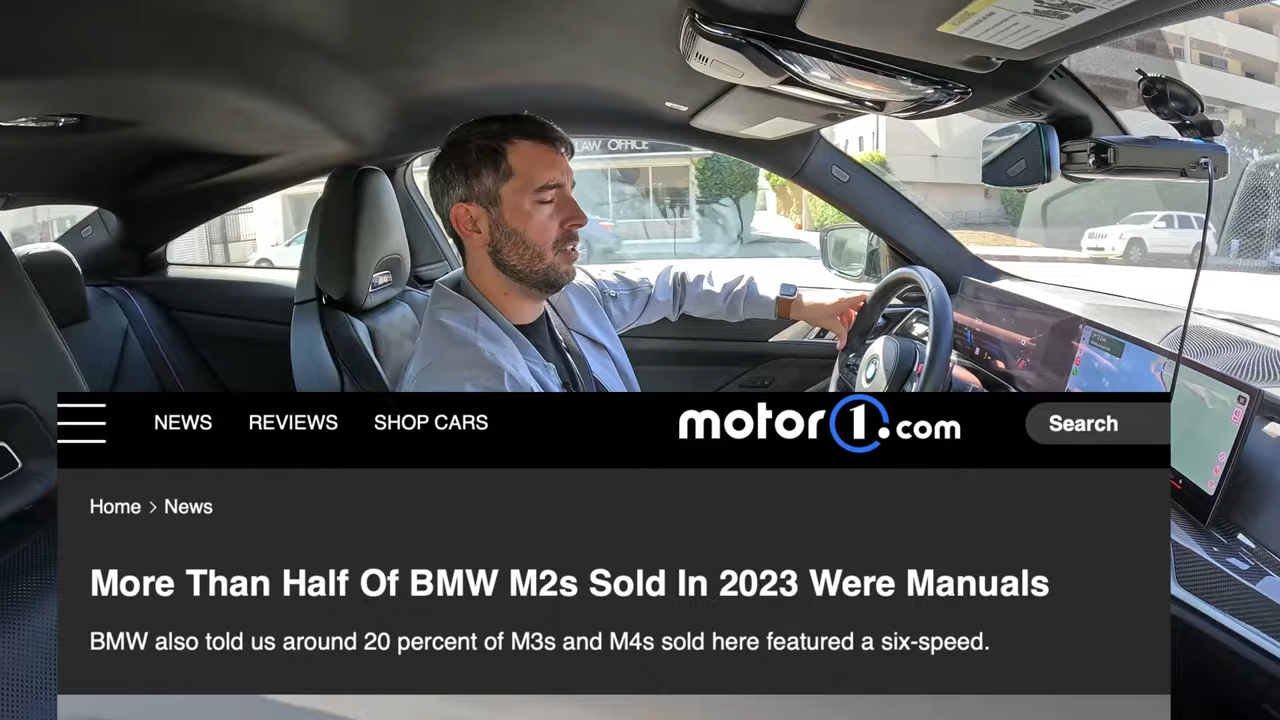 LAW OFFICE
NEWS REVIEWS SHOP CARS
motor1.com
Search
Home > News
More Than Half Of BMW M2s Sold In 2023 Were Manuals
BMW also told us around 20 percent of M3s and M4s sold here featured a six-speed.